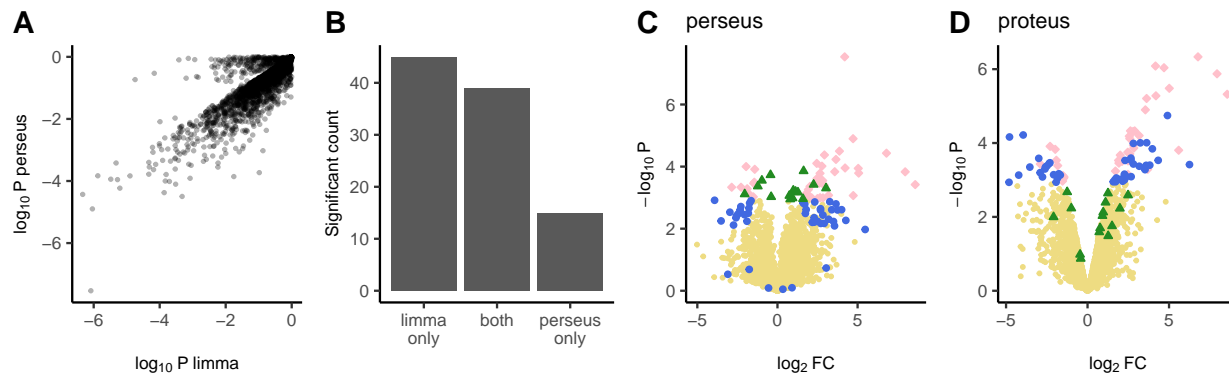 A
log₁₀ P perseus
0
−2
−4
−6
−6
−4
−2
0
log₁₀ P limma
B
Significant count
40
30
20
10
0
limma only
both
perseus only
C
perseus
−log₁₀ P
6
4
2
0
−5
0
5
log₂ FC
D
proteus
−log₁₀ P
6
4
2
0
−5
0
5
log₂ FC